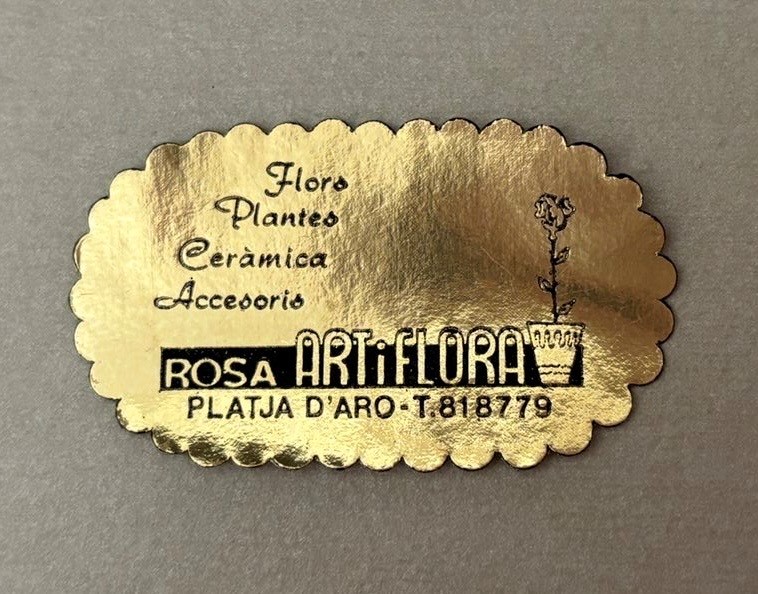 Flors
Plantes
Ceràmica
Accesoris
ROSA ARTiFLORA
PLATJA D'ARO-T.818779